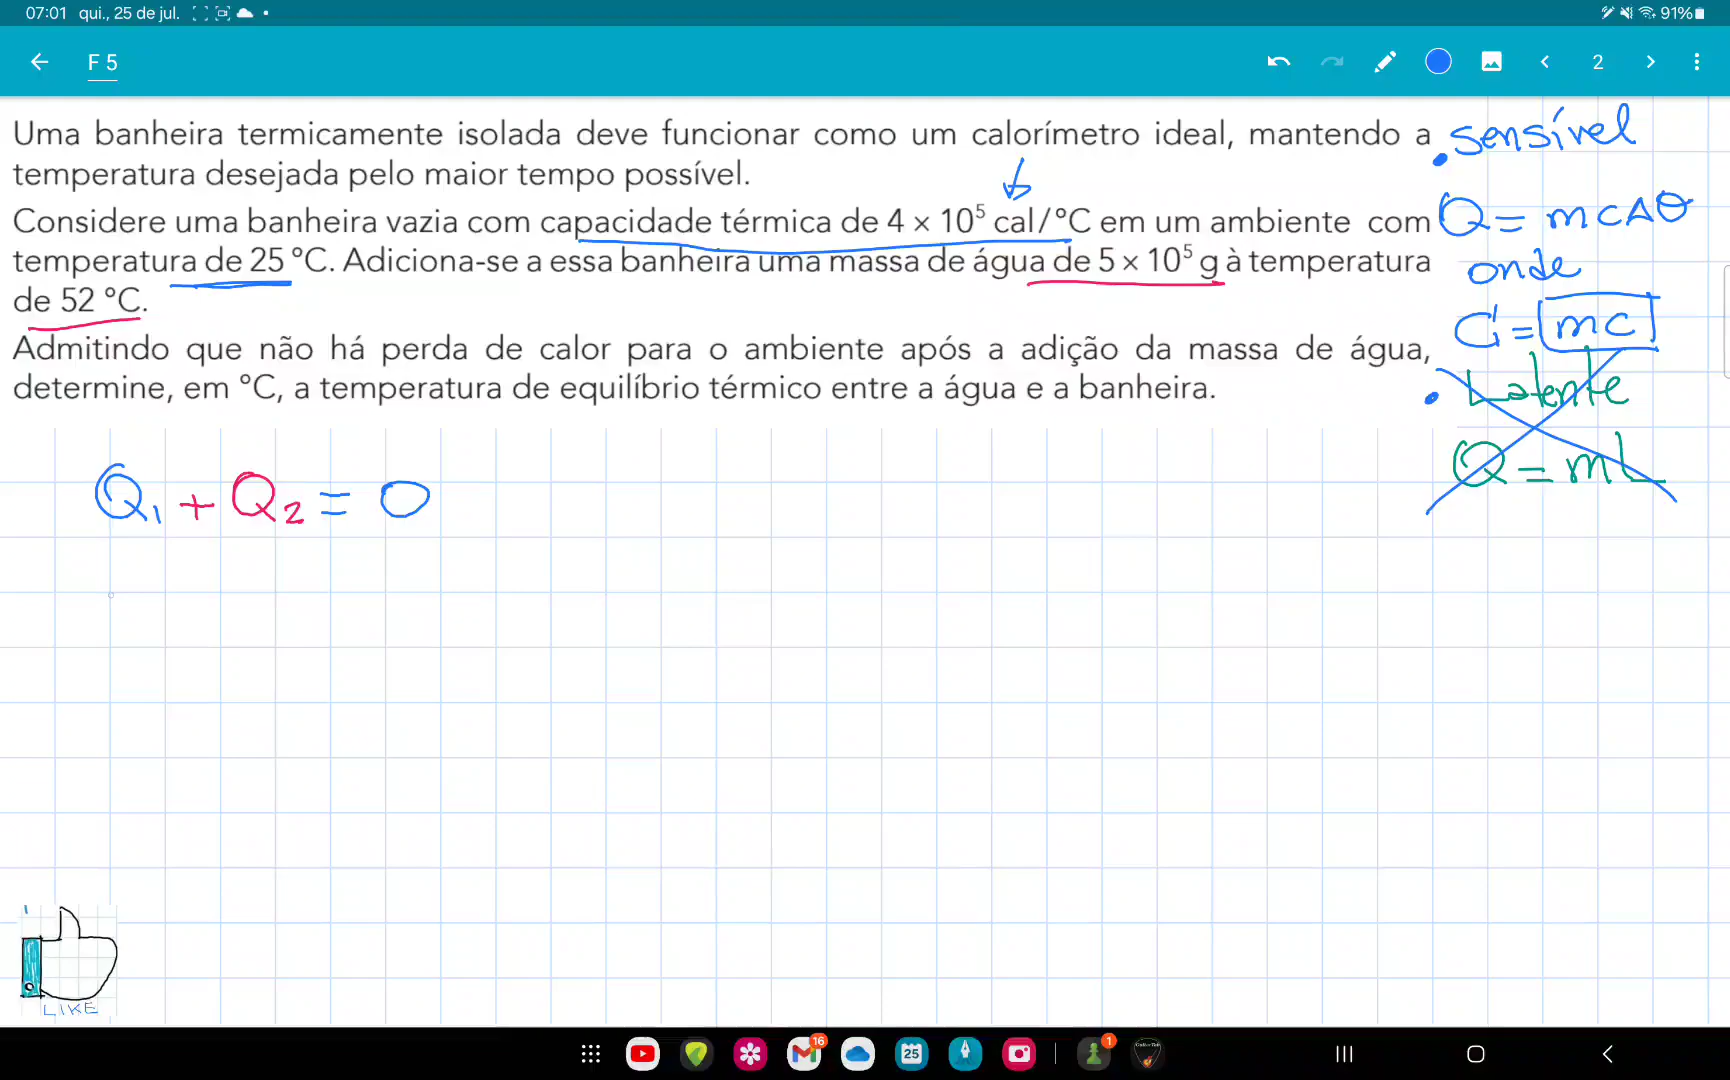 07:01 qui., 25 de jul.
91%
F 5
2
Uma banheira termicamente isolada deve funcionar como um calorímetro ideal, mantendo a
temperatura desejada pelo maior tempo possível.
Considere uma banheira vazia com capacidade térmica de 4 × 10⁵ cal/°C em um ambiente com
temperatura de 25 °C. Adiciona-se a essa banheira uma massa de água de 5 × 10⁵ g à temperatura
de 52 °C.
Admitindo que não há perda de calor para o ambiente após a adição da massa de água,
determine, em °C, a temperatura de equilíbrio térmico entre a água e a banheira.
• sensível
Q = mcΔθ
onde
C = mc
• Latente
Q = mL
Q₁ + Q₂ = 0
LIKE
16
25
1